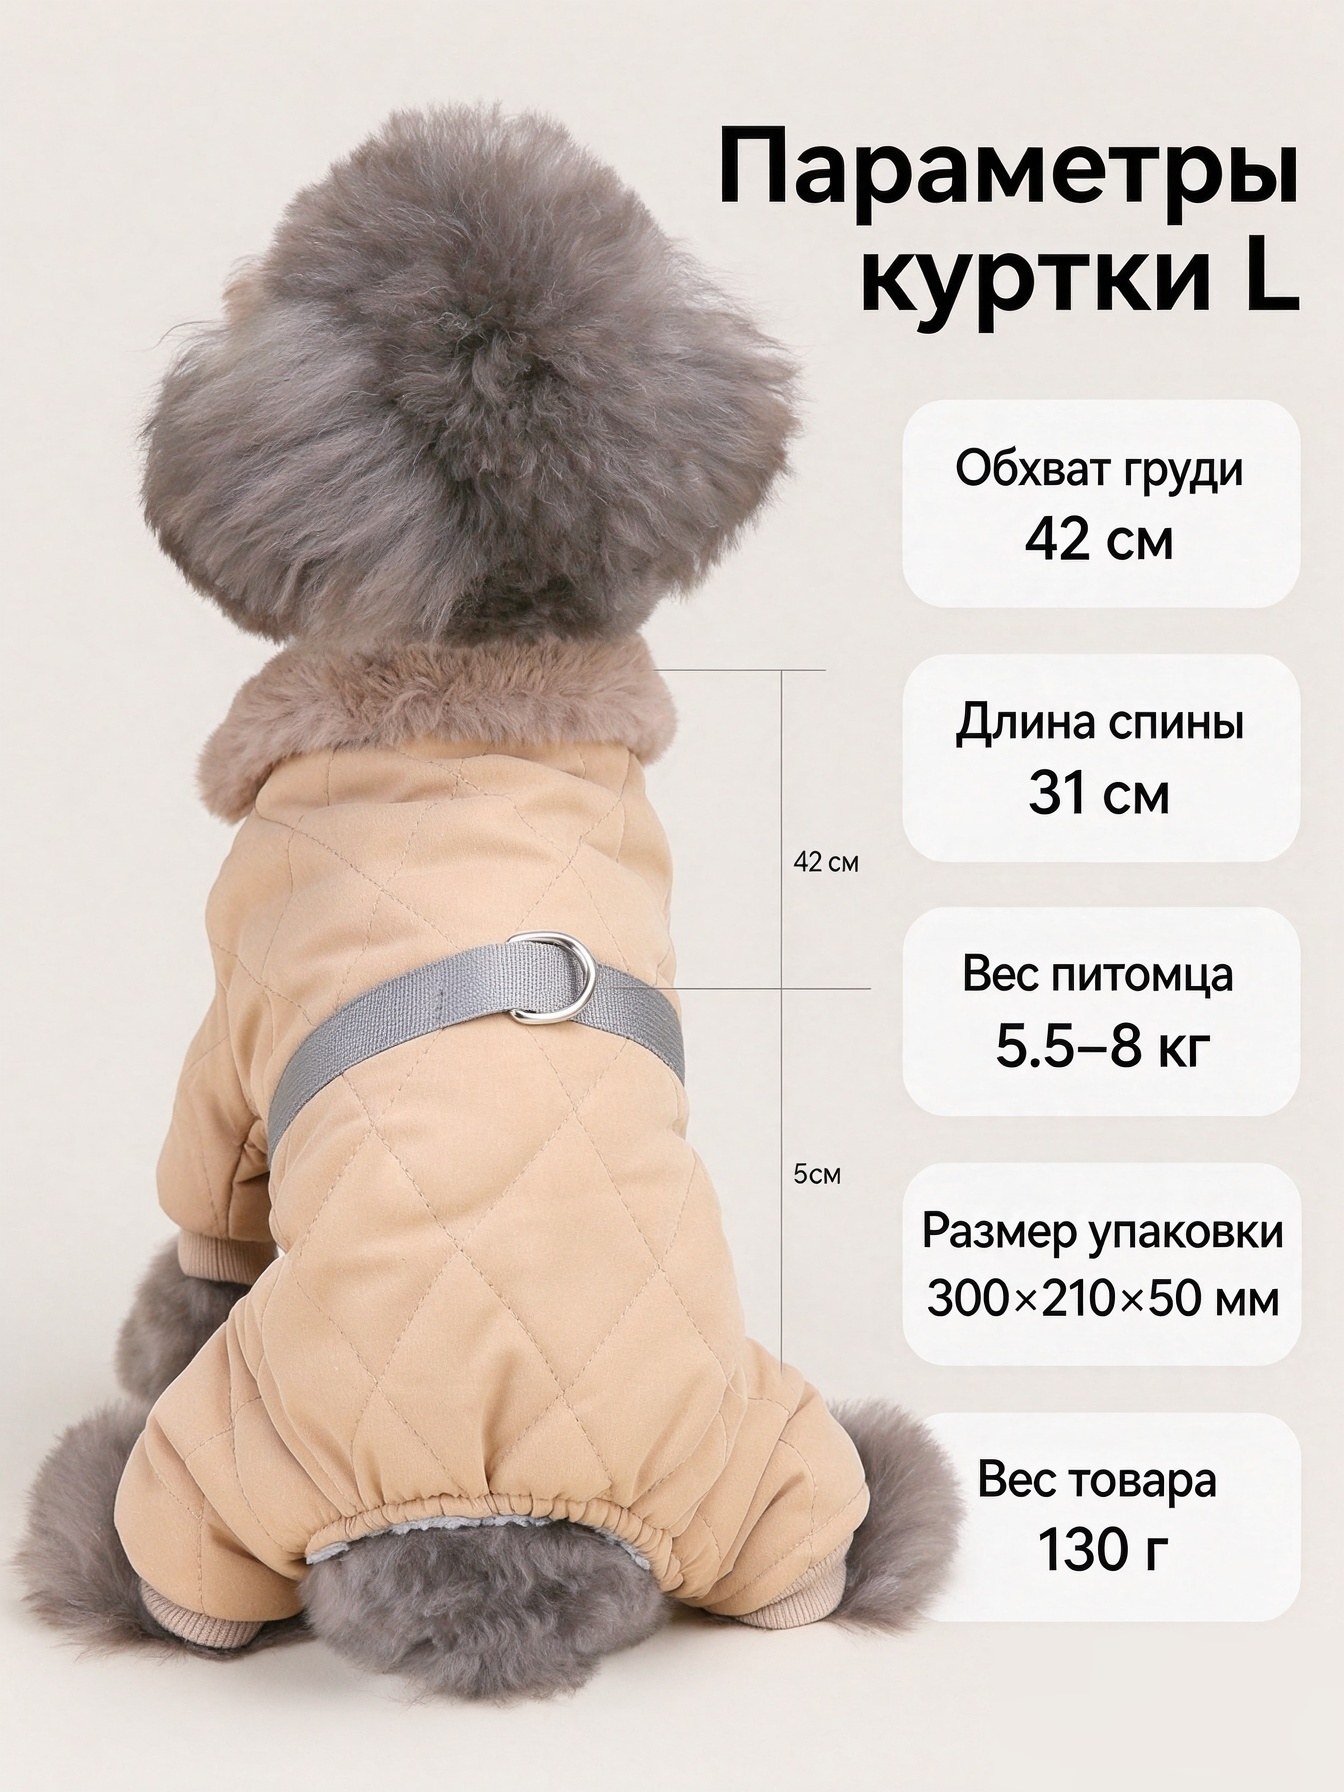 Параметры
куртки L
Обхват груди
42 см
Длина спины
31 см
42 см
Вес питомца
5.5–8 кг
5см
Размер упаковки
300×210×50 мм
Вес товара
130 г